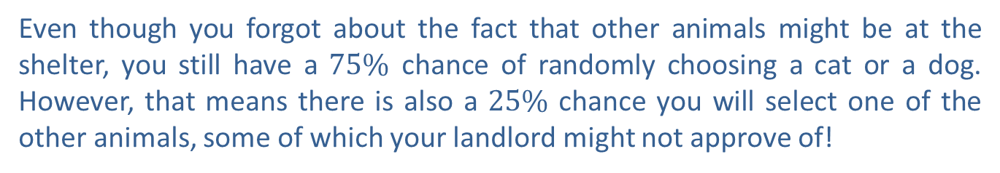 Even though you forgot about the fact that other animals might be at the
shelter, you still have a 75% chance of randomly choosing a cat or a dog.
However, that means there is also a 25% chance you will select one of the
other animals, some of which your landlord might not approve of!